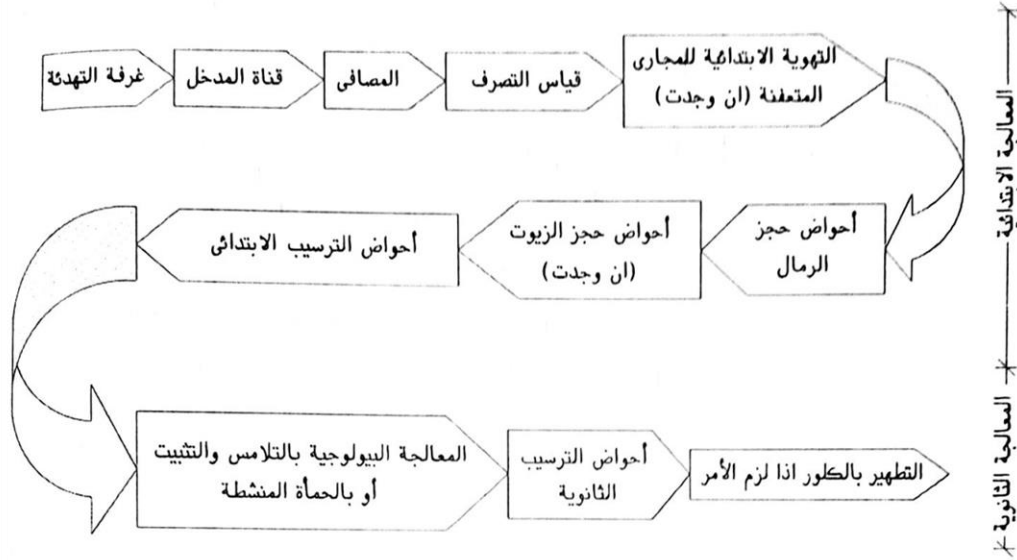 غرفة التهدئة
قناة المدخل
المصافى
قياس التصرف
التهوية الابتدائية للمجارى
المتعفنة (ان وجدت)
أحواض حجز
الرمال
أحواض حجز الزيوت
(ان وجدت)
أحواض الترسيب الابتدائى
المعالجة البيولوجية بالتلامس والتثبيت
أو بالحمأة المنشطة
أحواض الترسيب
الثانوية
التطهير بالكلور اذا لزم الأمر
المعالجة الابتدائية
المعالجة الثانوية